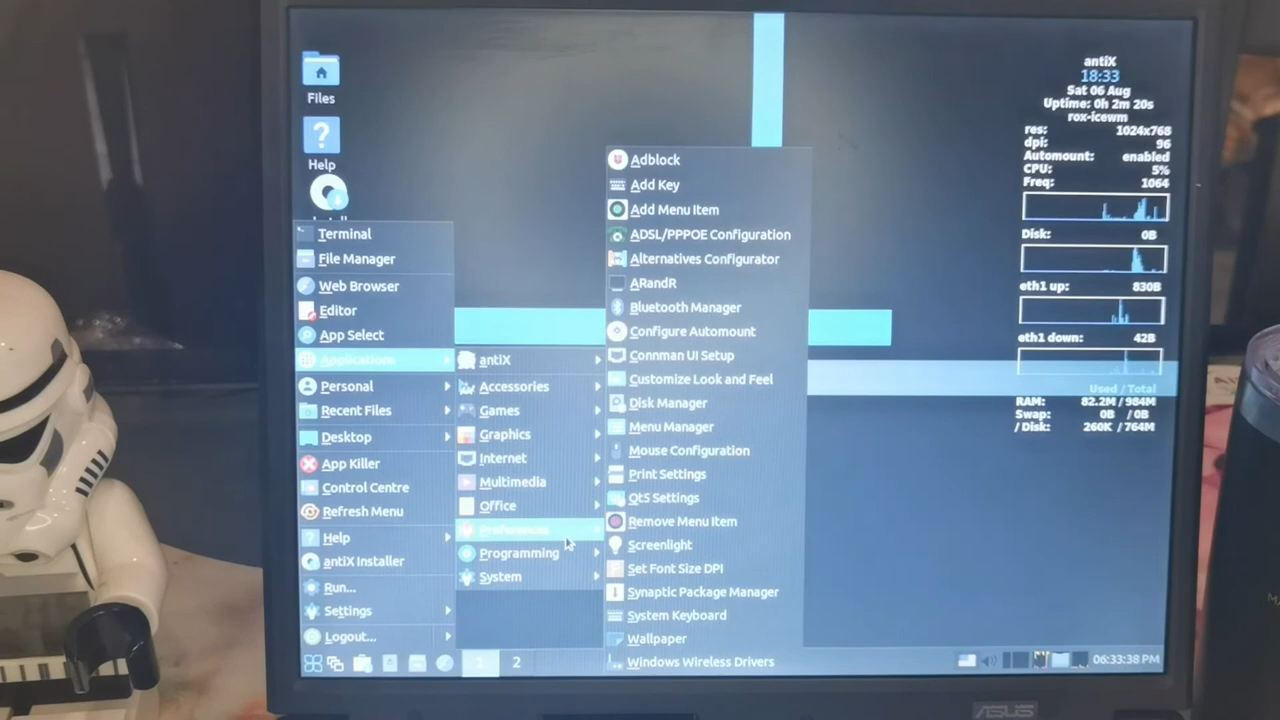 Files
Help
Terminal
File Manager
Web Browser
Editor
App Select
Applications
Personal
Recent Files
Desktop
App Killer
Control Centre
Refresh Menu
Help
antiX Installer
Run...
Settings
Logout...
antiX
Accessories
Games
Graphics
Internet
Multimedia
Office
Preferences
Programming
System
Adblock
Add Key
Add Menu Item
ADSL/PPPOE Configuration
Alternatives Configurator
ARandR
Bluetooth Manager
Configure Automount
Connman UI Setup
Customize Look and Feel
Disk Manager
Menu Manager
Mouse Configuration
Print Settings
Qt5 Settings
Remove Menu Item
Screenlight
Set Font Size DPI
Synaptic Package Manager
System Keyboard
Wallpaper
Windows Wireless Drivers
antiX
18:33
Sat 06 Aug
Uptime: 0h 2m 20s
rox-icewm
res: 1024x768
dpi: 96
Automount: enabled
CPU: 5%
Freq: 1064
Disk: 0B
eth1 up: 830B
eth1 down: 42B
Used / Total
RAM: 82.2M / 984M
Swap: 0B / 0B
/ Disk: 260K / 764M
1 2
06:33:38 PM
ASUS